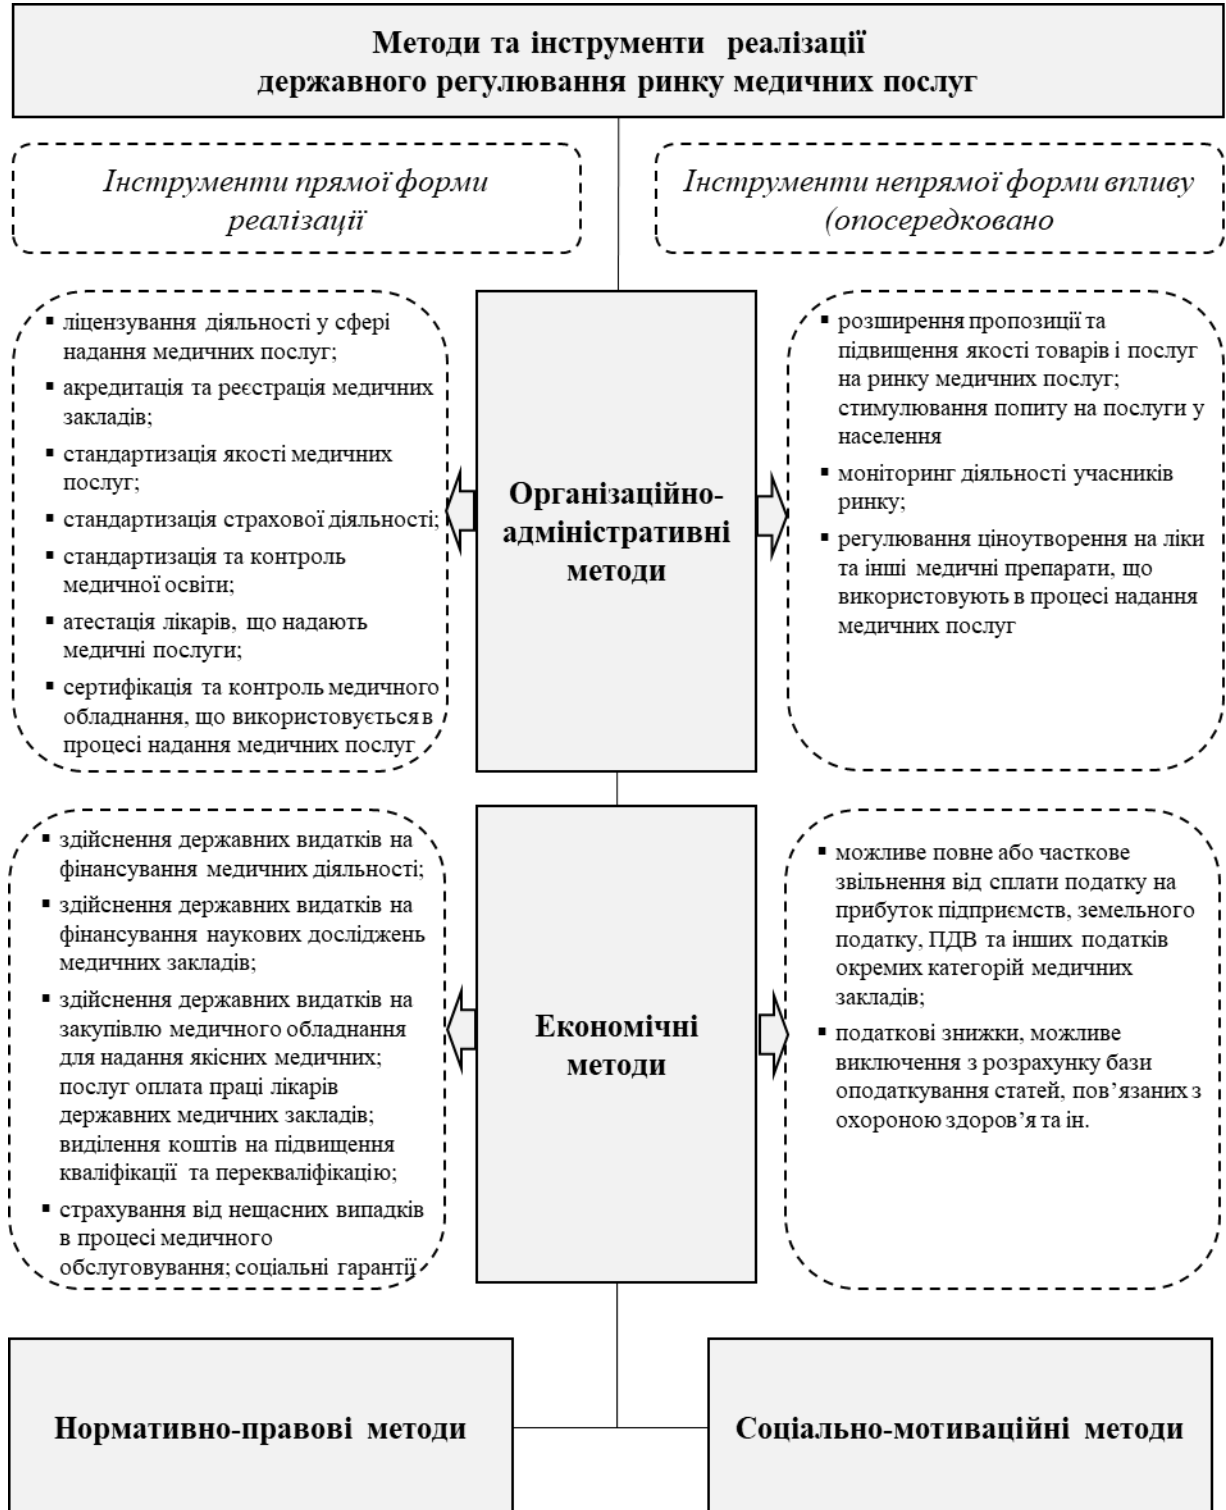 Методи та інструменти реалізації
державного регулювання ринку медичних послуг
Інструменти прямої форми
реалізації
Інструменти непрямої форми впливу
(опосередковано
▪ ліцензування діяльності у сфері
надання медичних послуг;
▪ акредитація та реєстрація медичних
закладів;
▪ стандартизація якості медичних
послуг;
▪ стандартизація страхової діяльності;
▪ стандартизація та контроль
медичної освіти;
▪ атестація лікарів, що надають
медичні послуги;
▪ сертифікація та контроль медичного
обладнання, що використовується в
процесі надання медичних послуг
Організаційно-
адміністративні
методи
▪ розширення пропозиції та
підвищення якості товарів і послуг
на ринку медичних послуг;
стимулювання попиту на послуги у
населення
▪ моніторинг діяльності учасників
ринку;
▪ регулювання ціноутворення на ліки
та інші медичні препарати, що
використовують в процесі надання
медичних послуг
▪ здійснення державних видатків на
фінансування медичних діяльності;
▪ здійснення державних видатків на
фінансування наукових досліджень
медичних закладів;
▪ здійснення державних видатків на
закупівлю медичного обладнання
для надання якісних медичних;
послуг оплата праці лікарів
державних медичних закладів;
виділення коштів на підвищення
кваліфікації та перекваліфікацію;
▪ страхування від нещасних випадків
в процесі медичного
обслуговування; соціальні гарантії
Економічні
методи
▪ можливе повне або часткове
звільнення від сплати податку на
прибуток підприємств, земельного
податку, ПДВ та інших податків
окремих категорій медичних
закладів;
▪ податкові знижки, можливе
виключення з розрахунку бази
оподаткування статей, пов’язаних з
охороною здоров’я та ін.
Нормативно-правові методи
Соціально-мотиваційні методи